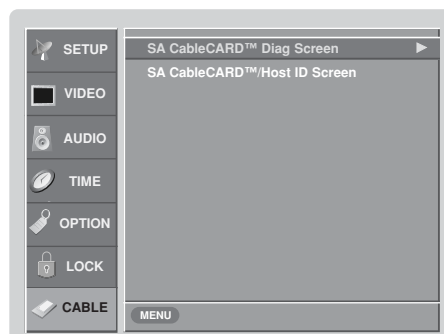 SETUP
VIDEO
AUDIO
TIME
OPTION
LOCK
CABLE
SA CableCARD™ Diag Screen
SA CableCARD™/Host ID Screen
MENU